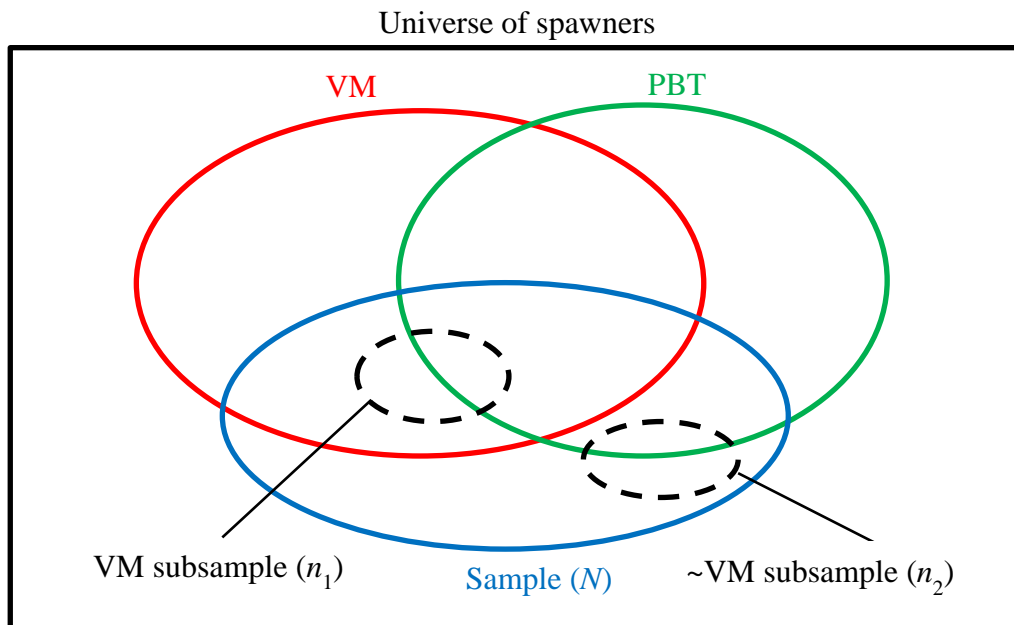 Universe of spawners
VM
PBT
VM subsample (n₁)
Sample (N)
~VM subsample (n₂)